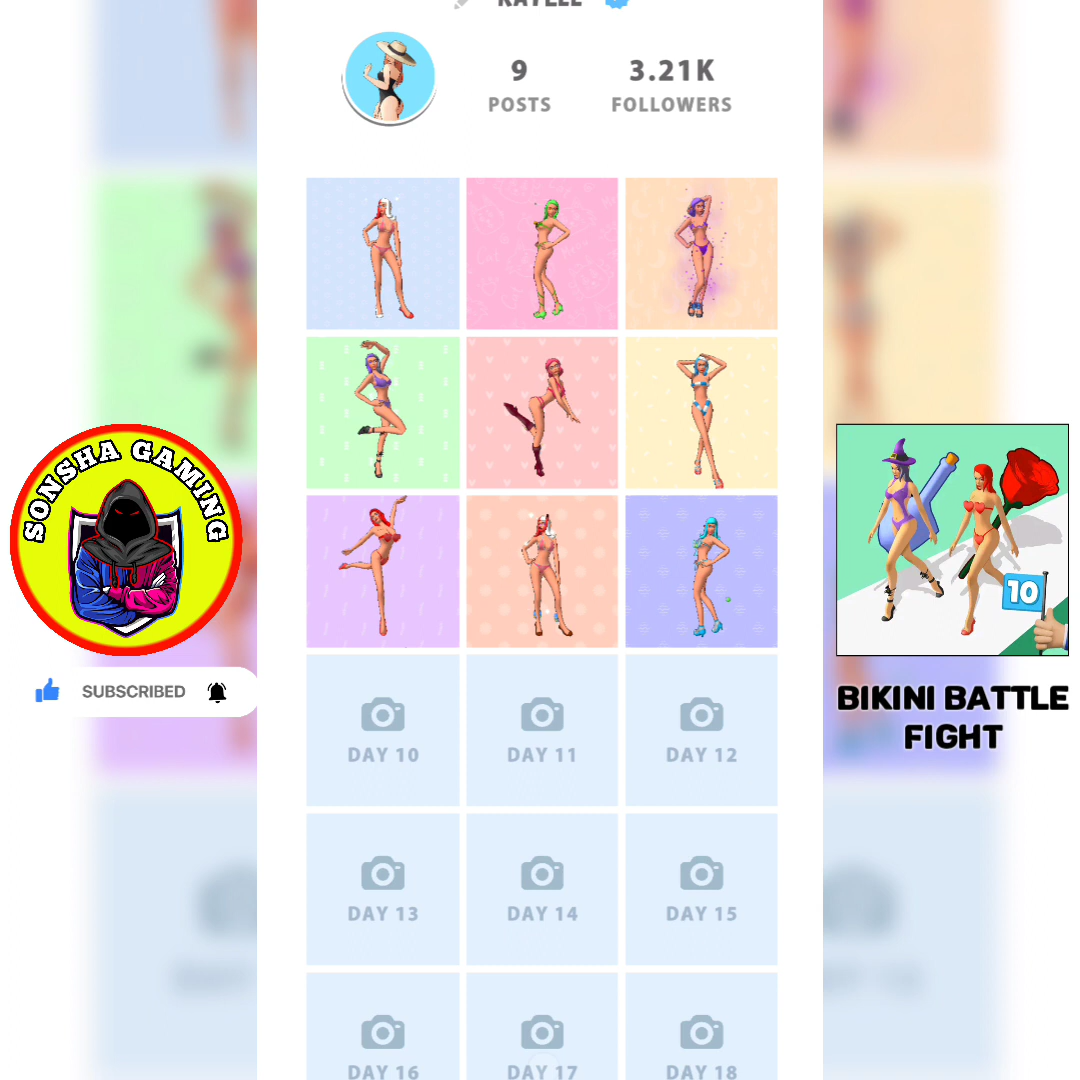 9
POSTS
3.21K
FOLLOWERS
SONSHA GAMING
SUBSCRIBED
10
BIKINI BATTLE
FIGHT
DAY 10
DAY 11
DAY 12
DAY 13
DAY 14
DAY 15
DAY 16
DAY 17
DAY 18